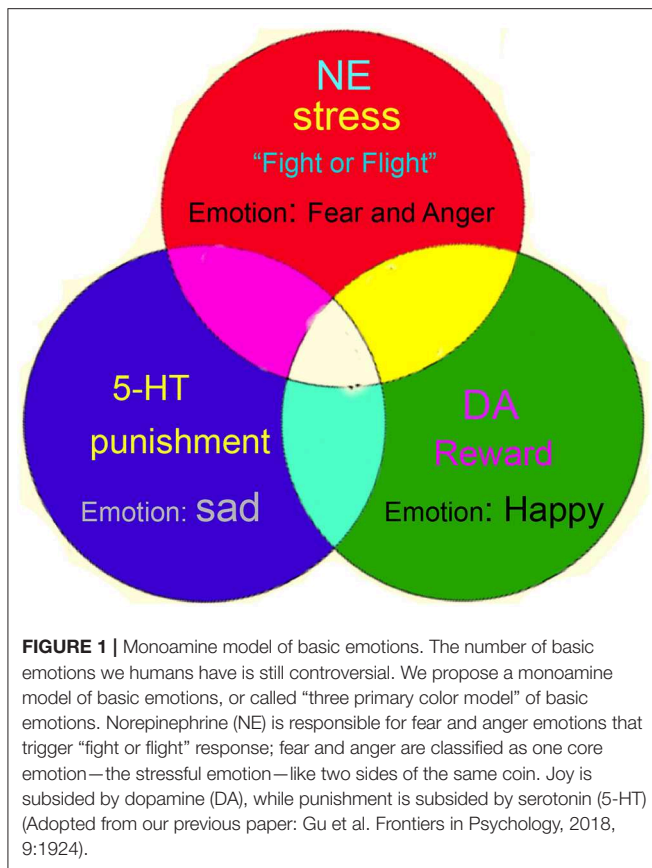 NE
stress
“Fight or Flight”
Emotion: Fear and Anger
5-HT
punishment
Emotion: sad
DA
Reward
Emotion: Happy
FIGURE 1 | Monoamine model of basic emotions. The number of basic
emotions we humans have is still controversial. We propose a monoamine
model of basic emotions, or called “three primary color model” of basic
emotions. Norepinephrine (NE) is responsible for fear and anger emotions that
trigger “fight or flight” response; fear and anger are classified as one core
emotion—the stressful emotion—like two sides of the same coin. Joy is
subsided by dopamine (DA), while punishment is subsided by serotonin (5-HT)
(Adopted from our previous paper: Gu et al. Frontiers in Psychology, 2018,
9:1924).